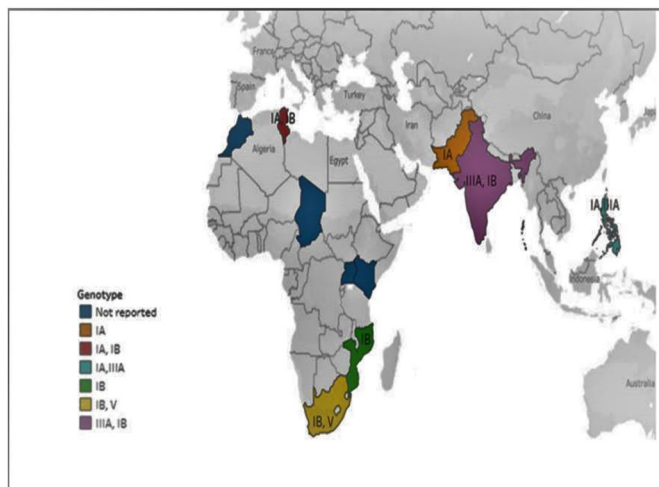 France
Spain
Turkey
China
Iran
Algeria
Egypt
IA, IB
IA
IIIA, IB
IA, IIIA
Indonesia
IB
Australia
IB, V
Genotype
Not reported
IA
IA, IB
IA,IIIA
IB
IB, V
IIIA, IB